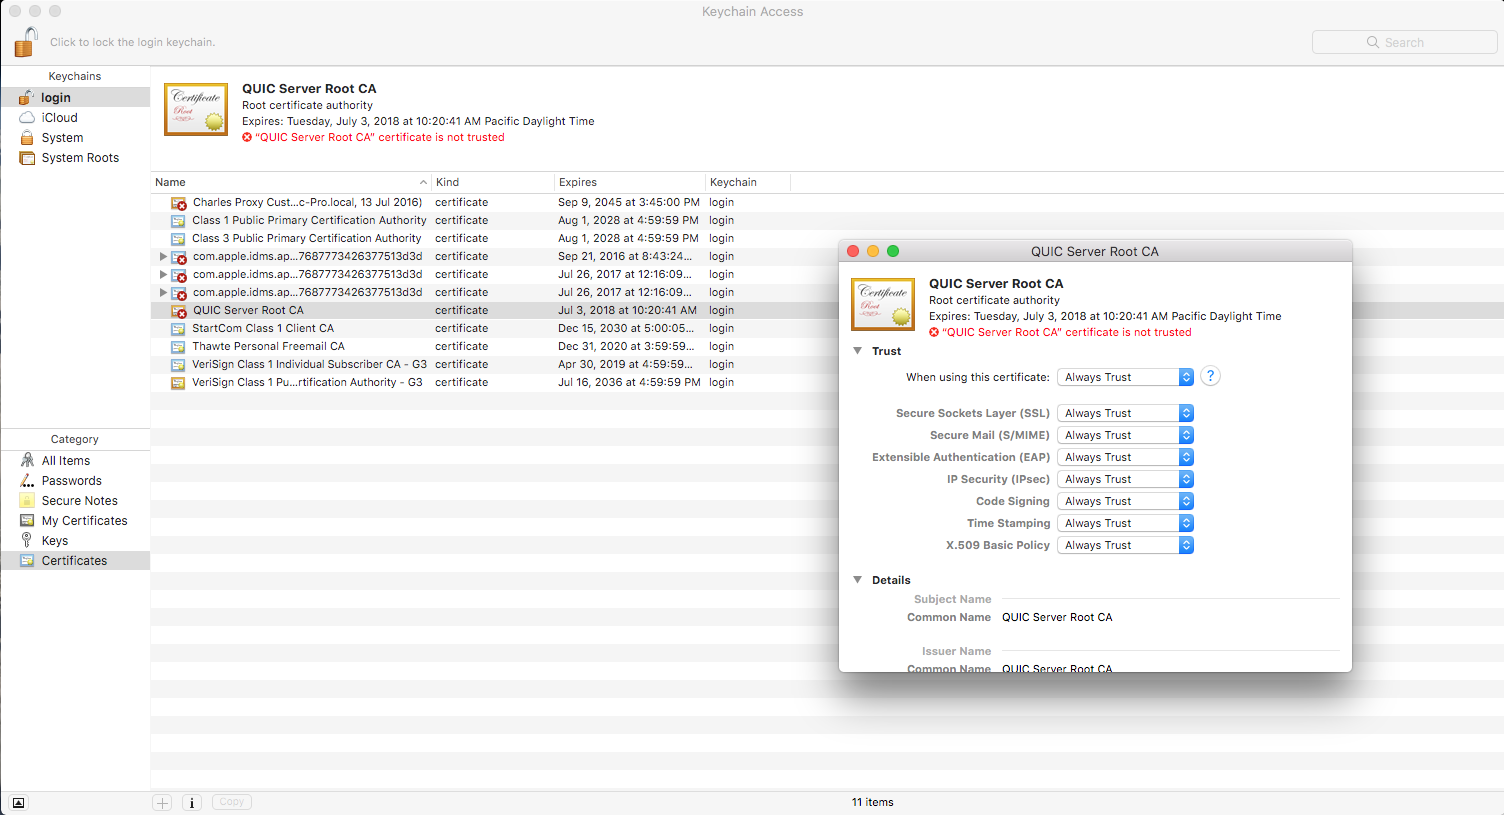 Keychain Access
Click to lock the login keychain.
Search
Keychains
login
iCloud
System
System Roots
Certificate
Root
QUIC Server Root CA
Root certificate authority
Expires: Tuesday, July 3, 2018 at 10:20:41 AM Pacific Daylight Time
“QUIC Server Root CA” certificate is not trusted
Name Kind Expires Keychain
Charles Proxy Cust...c-Pro.local, 13 Jul 2016) certificate Sep 9, 2045 at 3:45:00 PM login
Class 1 Public Primary Certification Authority certificate Aug 1, 2028 at 4:59:59 PM login
Class 3 Public Primary Certification Authority certificate Aug 1, 2028 at 4:59:59 PM login
com.apple.idms.ap...7687773426377513d3d certificate Sep 21, 2016 at 8:43:24... login
com.apple.idms.ap...7687773426377513d3d certificate Jul 26, 2017 at 12:16:09... login
com.apple.idms.ap...7687773426377513d3d certificate Jul 26, 2017 at 12:16:09... login
QUIC Server Root CA certificate Jul 3, 2018 at 10:20:41 AM login
StartCom Class 1 Client CA certificate Dec 15, 2030 at 5:00:05... login
Thawte Personal Freemail CA certificate Dec 31, 2020 at 3:59:59... login
VeriSign Class 1 Individual Subscriber CA - G3 certificate Apr 30, 2019 at 4:59:59... login
VeriSign Class 1 Pu...rtification Authority - G3 certificate Jul 16, 2036 at 4:59:59 PM login
Category
All Items
Passwords
Secure Notes
My Certificates
Keys
Certificates
Copy
11 items
QUIC Server Root CA
Certificate
Root
QUIC Server Root CA
Root certificate authority
Expires: Tuesday, July 3, 2018 at 10:20:41 AM Pacific Daylight Time
“QUIC Server Root CA” certificate is not trusted
Trust
When using this certificate: Always Trust ?
Secure Sockets Layer (SSL) Always Trust
Secure Mail (S/MIME) Always Trust
Extensible Authentication (EAP) Always Trust
IP Security (IPsec) Always Trust
Code Signing Always Trust
Time Stamping Always Trust
X.509 Basic Policy Always Trust
Details
Subject Name
Common Name QUIC Server Root CA
Issuer Name
Common Name QUIC Server Root CA